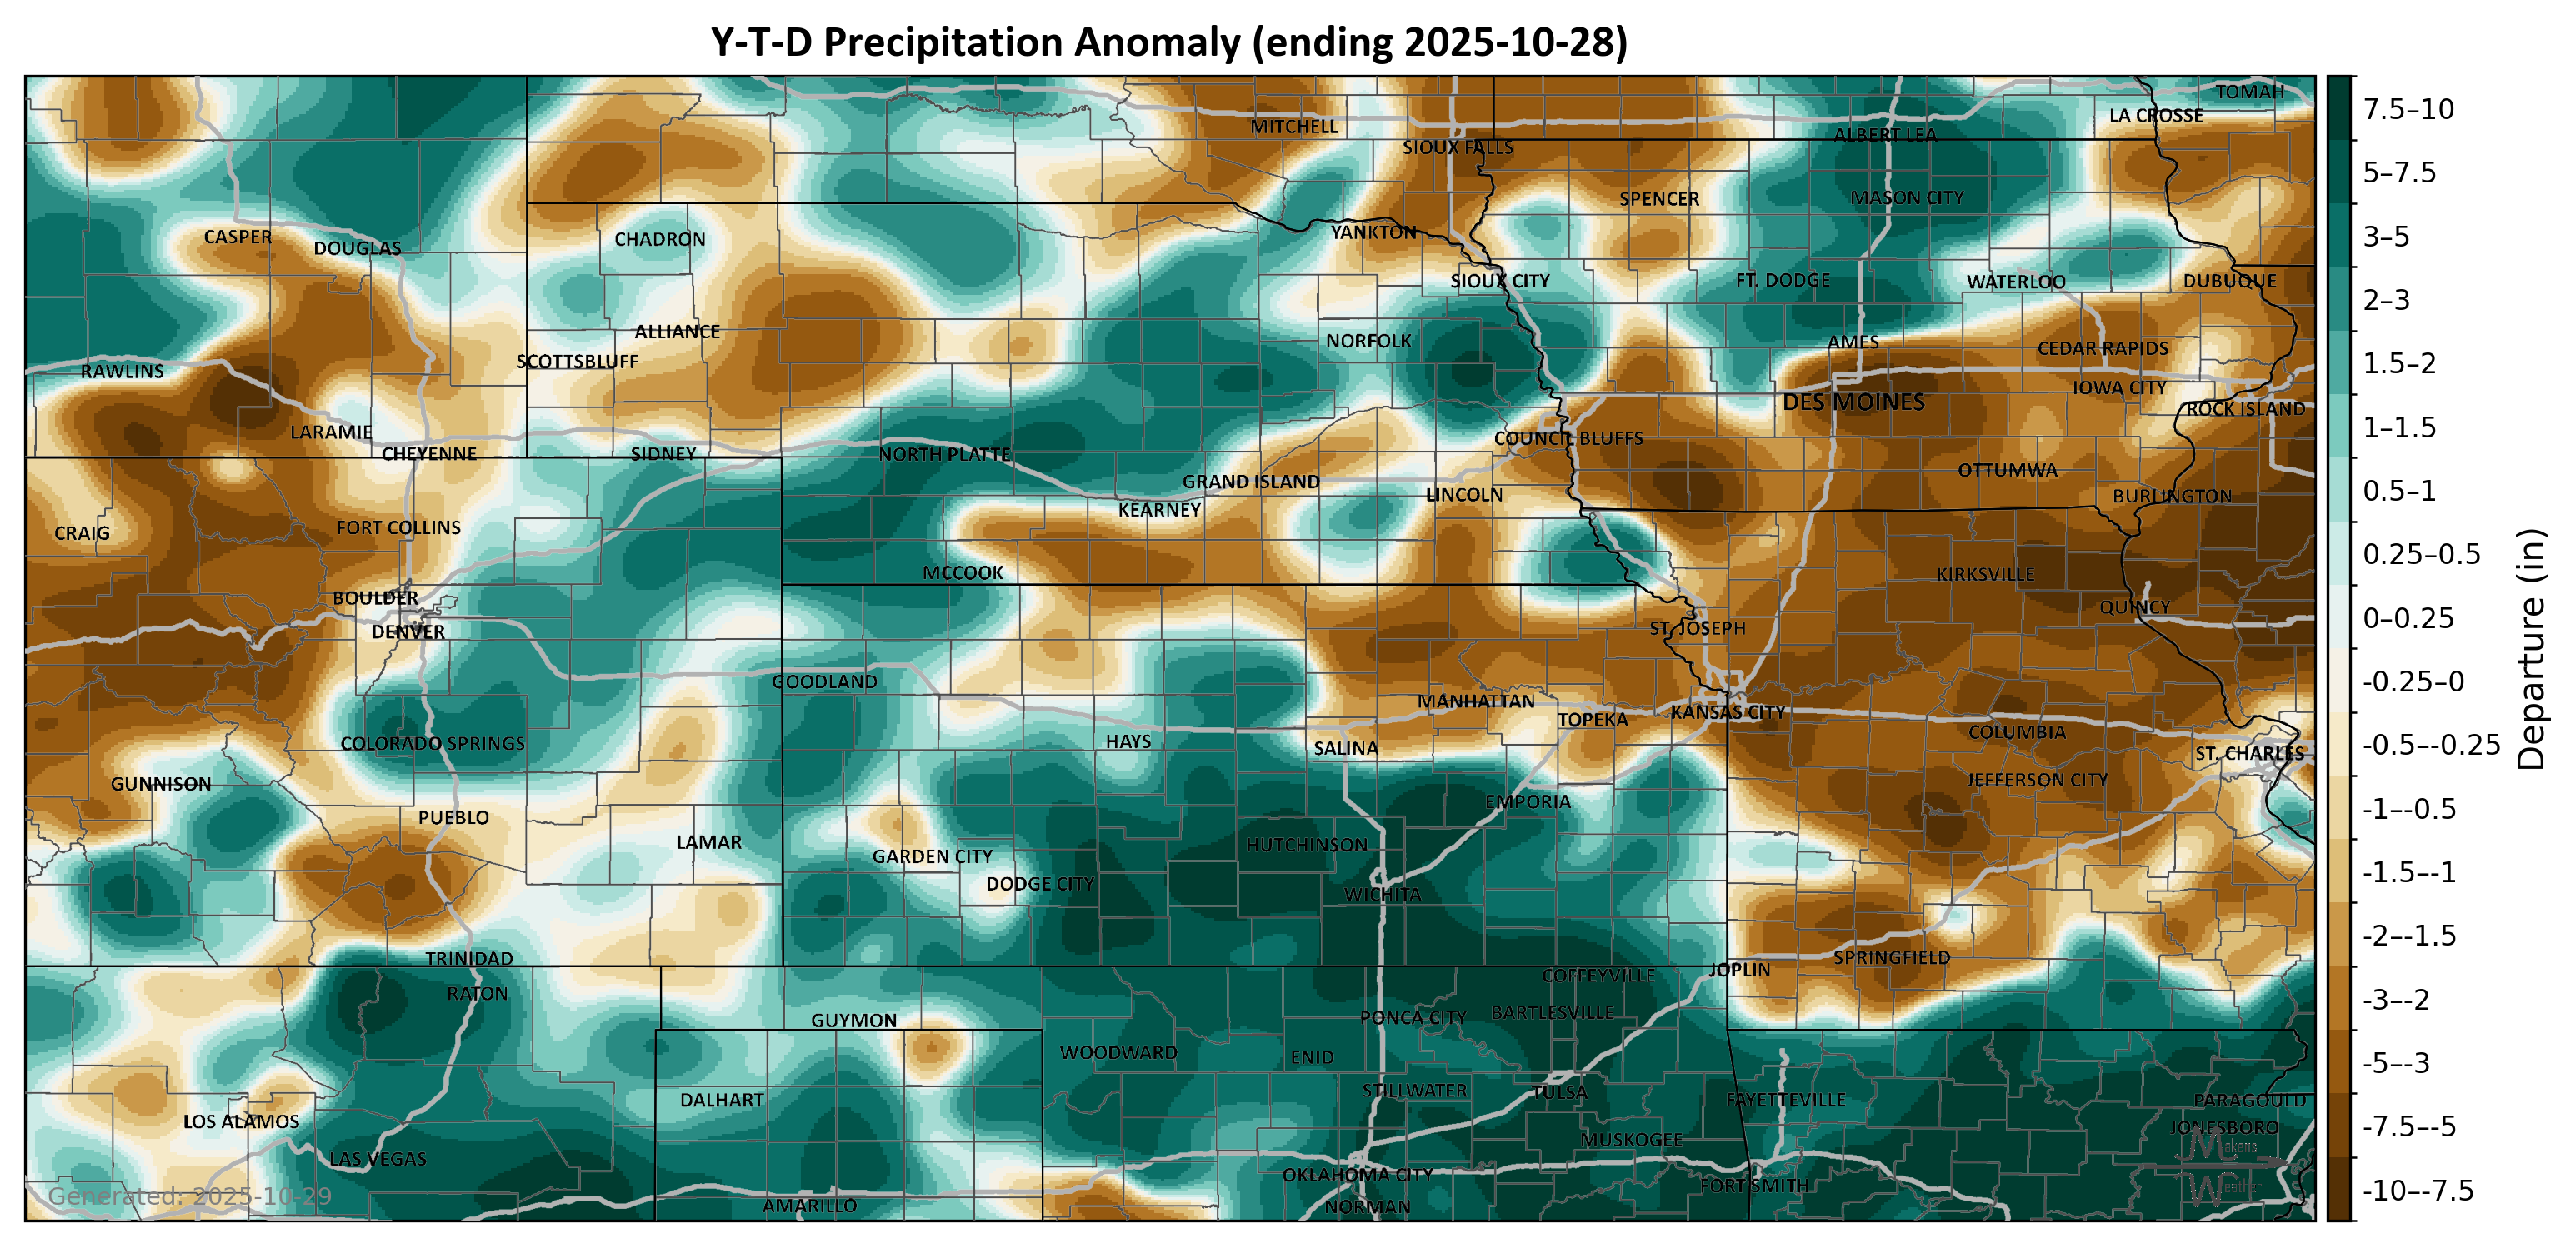 Y-T-D Precipitation Anomaly (ending 2025-10-28)
TOMAH
LA CROSSE
MITCHELL
ALBERT LEA
SIOUX FALLS
MASON CITY
SPENCER
YANKTON
CASPER
CHADRON
DOUGLAS
SIOUX CITY
FT. DODGE
WATERLOO
DUBUQUE
ALLIANCE
NORFOLK
AMES
CEDAR RAPIDS
SCOTTSBLUFF
RAWLINS
IOWA CITY
DES MOINES
ROCK ISLAND
LARAMIE
COUNCIL BLUFFS
CHEYENNE
SIDNEY
NORTH PLATTE
OTTUMWA
GRAND ISLAND
LINCOLN
BURLINGTON
KEARNEY
CRAIG
FORT COLLINS
MCCOOK
KIRKSVILLE
BOULDER
QUINCY
DENVER
ST. JOSEPH
GOODLAND
MANHATTAN
KANSAS CITY
TOPEKA
COLUMBIA
COLORADO SPRINGS
HAYS
SALINA
ST. CHARLES
GUNNISON
JEFFERSON CITY
EMPORIA
PUEBLO
LAMAR
HUTCHINSON
GARDEN CITY
DODGE CITY
WICHITA
TRINIDAD
SPRINGFIELD
JOPLIN
COFFEYVILLE
RATON
BARTLESVILLE
GUYMON
PONCA CITY
WOODWARD
ENID
STILLWATER
TULSA
DALHART
FAYETTEVILLE
PARAGOULD
LOS ALAMOS
JONESBORO
MUSKOGEE
Makens
LAS VEGAS
OKLAHOMA CITY
FORT SMITH
Weather
Generated: 2025-10-29
AMARILLO
NORMAN
7.5–10
5–7.5
3–5
2–3
1.5–2
1–1.5
0.5–1
0.25–0.5
0–0.25
-0.25–0
-0.5–-0.25
-1–-0.5
-1.5–-1
-2–-1.5
-3–-2
-5–-3
-7.5–-5
-10–-7.5
Departure (in)